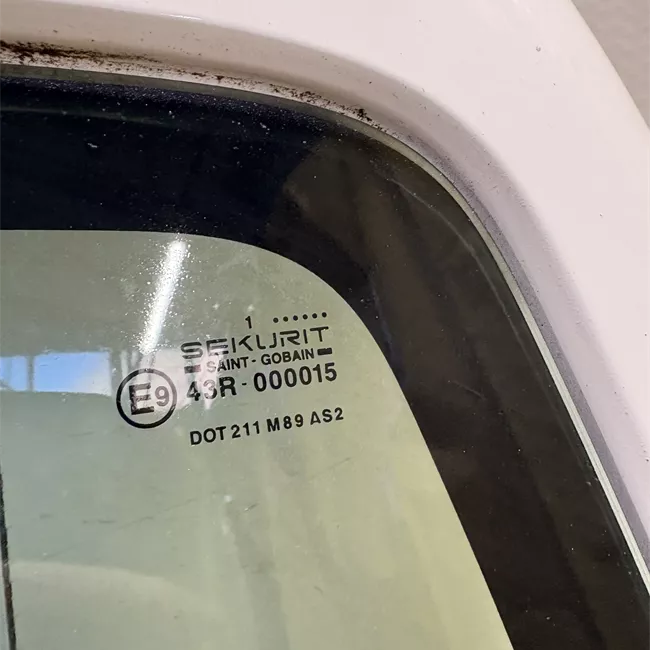 1 ••••••
SEKURIT
SAINT-GOBAIN
E9 43R-000015
DOT 211 M89 AS2